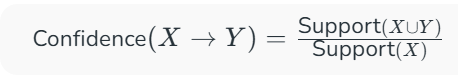 Confidence(X → Y) = Support(X∪Y) / Support(X)